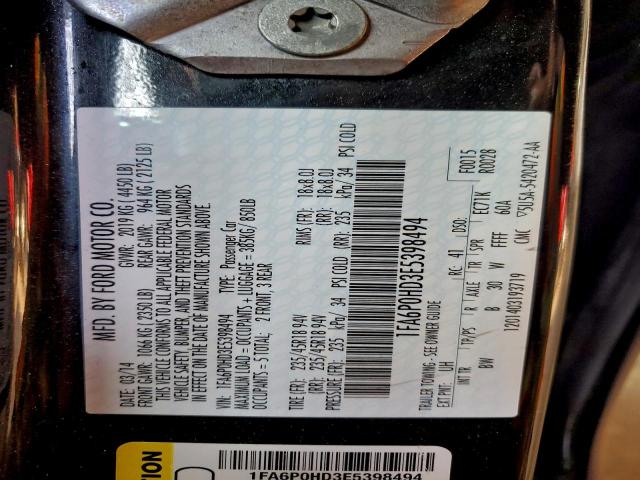 MFD. BY FORD MOTOR CO.
DATE: 03/14 GVWR: 2019 KG ( 4450 LB)
FRONT GAWR: 1066 KG ( 2350 LB) REAR GAWR: 964 KG ( 2125 LB)
THIS VEHICLE CONFORMS TO ALL APPLICABLE FEDERAL MOTOR
VEHICLE SAFETY, BUMPER, AND THEFT PREVENTION STANDARDS
IN EFFECT ON THE DATE OF MANUFACTURE SHOWN ABOVE.
VIN: 1FA6P0HD3E5398494 TYPE: Passenger Car
MAXIMUM LOAD = OCCUPANTS + LUGGAGE = 385KG/ 850LB
OCCUPANTS = 5 TOTAL: 2 FRONT, 3 REAR
TIRE (FR): 235/45R18 94V RIMS (FR): 18x8.0J
(RR): 235/45R18 94V (RR): 18x8.0J
PRESSURE (FR): 235 kPa/ 34 PSI COLD (RR): 235 kPa/ 34 PSI COLD
1FA6P0HD3E5398494
TRAILER TOWING - SEE OWNER GUIDE F0015
EXT PNT: UH RC: 41 DSO: R0028
INT TR TP/PS R AXLE TR SPR EC71K
BW B 30 W FFFF 60A
1201403193719 CMC 5U5A-5420472-AA
1FA6P0HD3E5398494